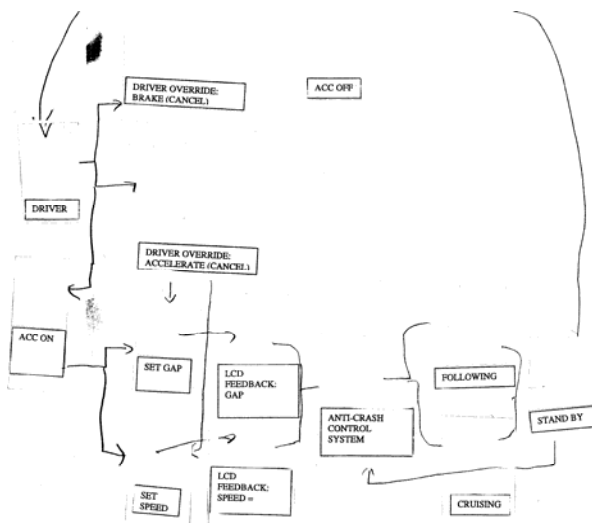 DRIVER OVERRIDE:
BRAKE (CANCEL)
ACC OFF
DRIVER
DRIVER OVERRIDE:
ACCELERATE (CANCEL)
ACC ON
SET GAP
LCD
FEEDBACK:
GAP
FOLLOWING
ANTI-CRASH
CONTROL
SYSTEM
STAND BY
SET
SPEED
LCD
FEEDBACK:
SPEED =
CRUISING